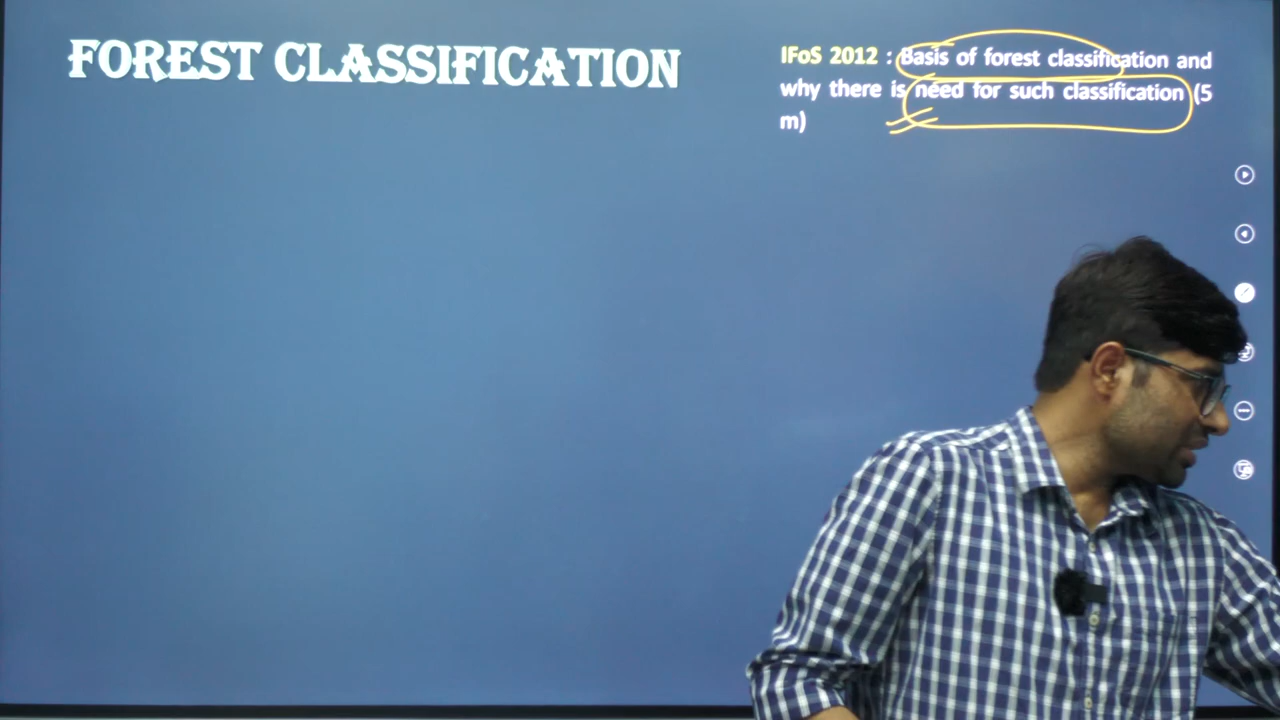 FOREST CLASSIFICATION
IFoS 2012 : Basis of forest classification and
why there is need for such classification (5
m)